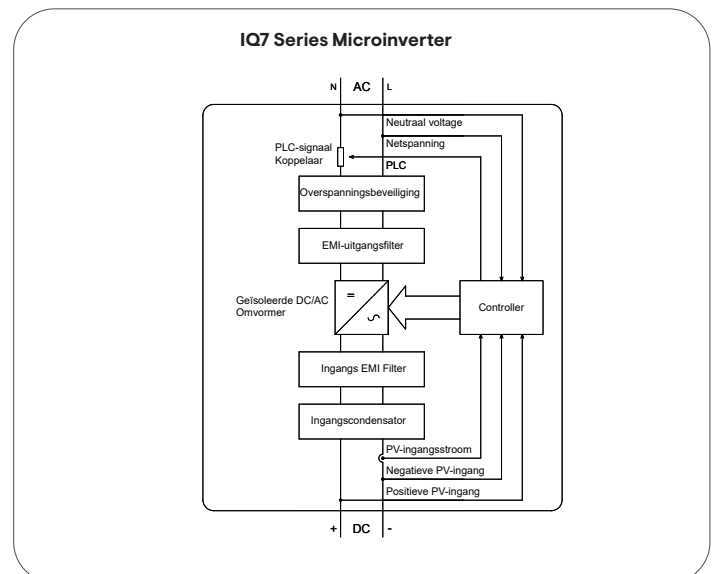 IQ7 Series Microinverter
N AC L
Neutraal voltage
Netspanning
PLC-signaal
Koppelaar
PLC
Overspanningsbeveiliging
EMI-uitgangsfilter
Geïsoleerde DC/AC
Omvormer
=
∿
Controller
Ingangs EMI Filter
Ingangscondensator
PV-ingangsstroom
Negatieve PV-ingang
Positieve PV-ingang
+ DC -